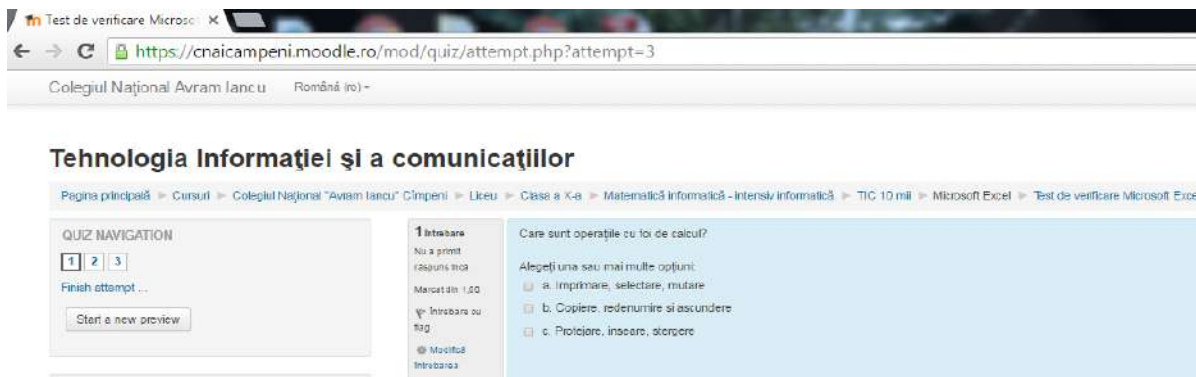 Test de verificare Microso
https://cnaicampeni.moodle.ro/mod/quiz/attempt.php?attempt=3
Colegiul Național Avram Iancu Română (ro)
Tehnologia Informaţiei şi a comunicaţiilor
Pagina principală ► Cursuri ► Colegiul Național "Avram Iancu" Cîmpeni ► Liceu ► Clasa a X-a ► Matematică informatică - intensiv informatică ► TIC 10 mii ► Microsoft Excel ► Test de verificare Microsoft Exce
QUIZ NAVIGATION
1 2 3
Finish attempt ...
Start a new preview
1 Întrebare
Nu a primit
răspuns încă
Marcat din 1,00
Întrebare cu
flag
Modifică
întrebarea
Care sunt operațiile cu foi de calcul?
Alegeți una sau mai multe opțiuni:
a. Imprimare, selectare, mutare
b. Copiere, redenumire si ascundere
c. Protejare, inserare, stergere